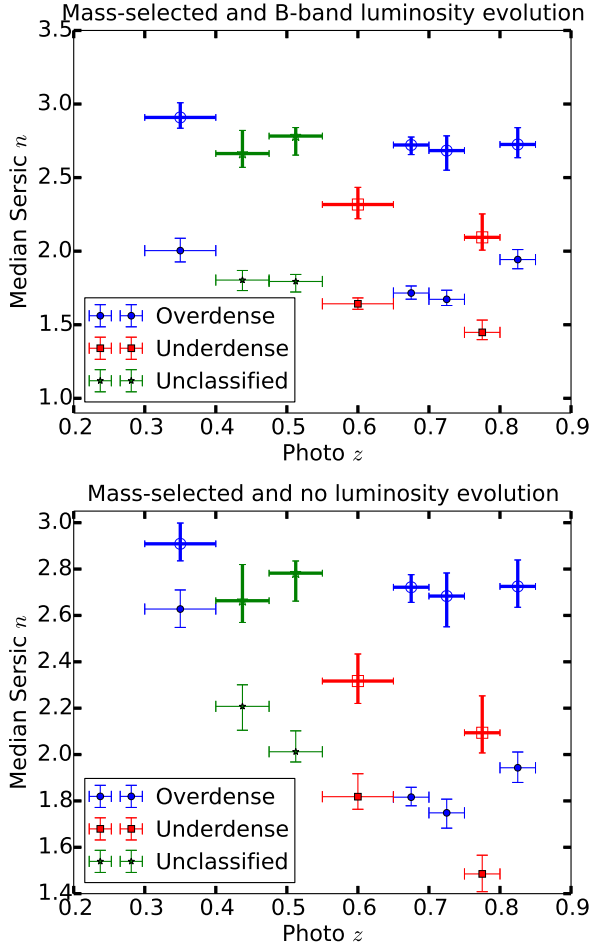 Mass-selected and B-band luminosity evolution
3.5
3.0
2.5
2.0
1.5
1.0
Median Sersic n
Overdense
Underdense
Unclassified
0.2 0.3 0.4 0.5 0.6 0.7 0.8 0.9
Photo z
Mass-selected and no luminosity evolution
3.0
2.8
2.6
2.4
2.2
2.0
1.8
1.6
1.4
Median Sersic n
Overdense
Underdense
Unclassified
0.2 0.3 0.4 0.5 0.6 0.7 0.8 0.9
Photo z